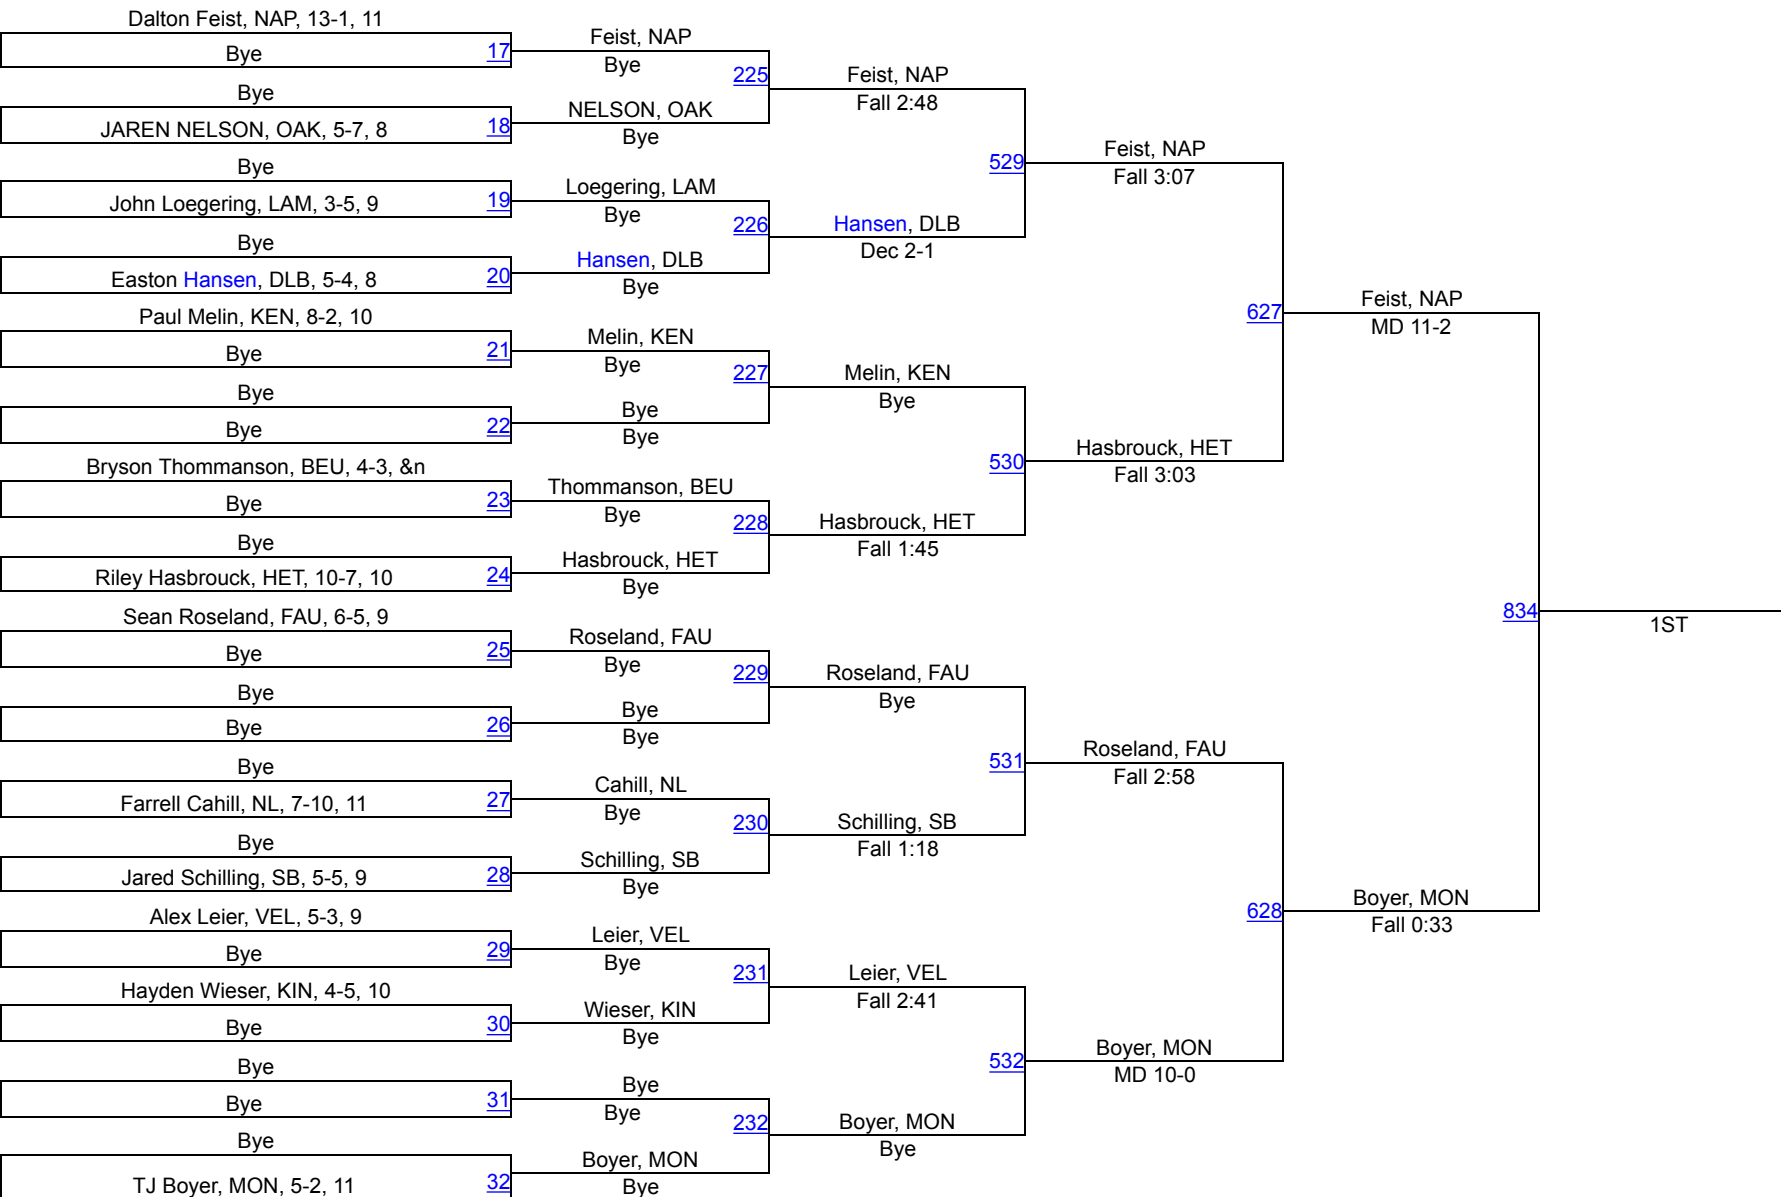 Dalton Feist, NAP, 13-1, 11
Bye
17
Bye
JAREN NELSON, OAK, 5-7, 8
18
Bye
John Loegering, LAM, 3-5, 9
19
Bye
Easton Hansen, DLB, 5-4, 8
20
Paul Melin, KEN, 8-2, 10
Bye
21
Bye
Bye
22
Bryson Thommanson, BEU, 4-3, &n
Bye
23
Bye
Riley Hasbrouck, HET, 10-7, 10
24
Sean Roseland, FAU, 6-5, 9
Bye
25
Bye
Bye
26
Bye
Farrell Cahill, NL, 7-10, 11
27
Bye
Jared Schilling, SB, 5-5, 9
28
Alex Leier, VEL, 5-3, 9
Bye
29
Hayden Wieser, KIN, 4-5, 10
Bye
30
Bye
Bye
31
Bye
TJ Boyer, MON, 5-2, 11
32
Feist, NAP
Bye
225
NELSON, OAK
Bye
Loegering, LAM
Bye
226
Hansen, DLB
Bye
Melin, KEN
Bye
227
Bye
Bye
Thommanson, BEU
Bye
228
Hasbrouck, HET
Bye
Roseland, FAU
Bye
229
Bye
Bye
Cahill, NL
Bye
230
Schilling, SB
Bye
Leier, VEL
Bye
231
Wieser, KIN
Bye
Bye
Bye
232
Boyer, MON
Bye
Feist, NAP
Fall 2:48
529
Hansen, DLB
Dec 2-1
Melin, KEN
Bye
530
Hasbrouck, HET
Fall 1:45
Roseland, FAU
Bye
531
Schilling, SB
Fall 1:18
Leier, VEL
Fall 2:41
532
Boyer, MON
Bye
Feist, NAP
Fall 3:07
627
Hasbrouck, HET
Fall 3:03
Roseland, FAU
Fall 2:58
628
Boyer, MON
MD 10-0
Feist, NAP
MD 11-2
834
Boyer, MON
Fall 0:33
1ST